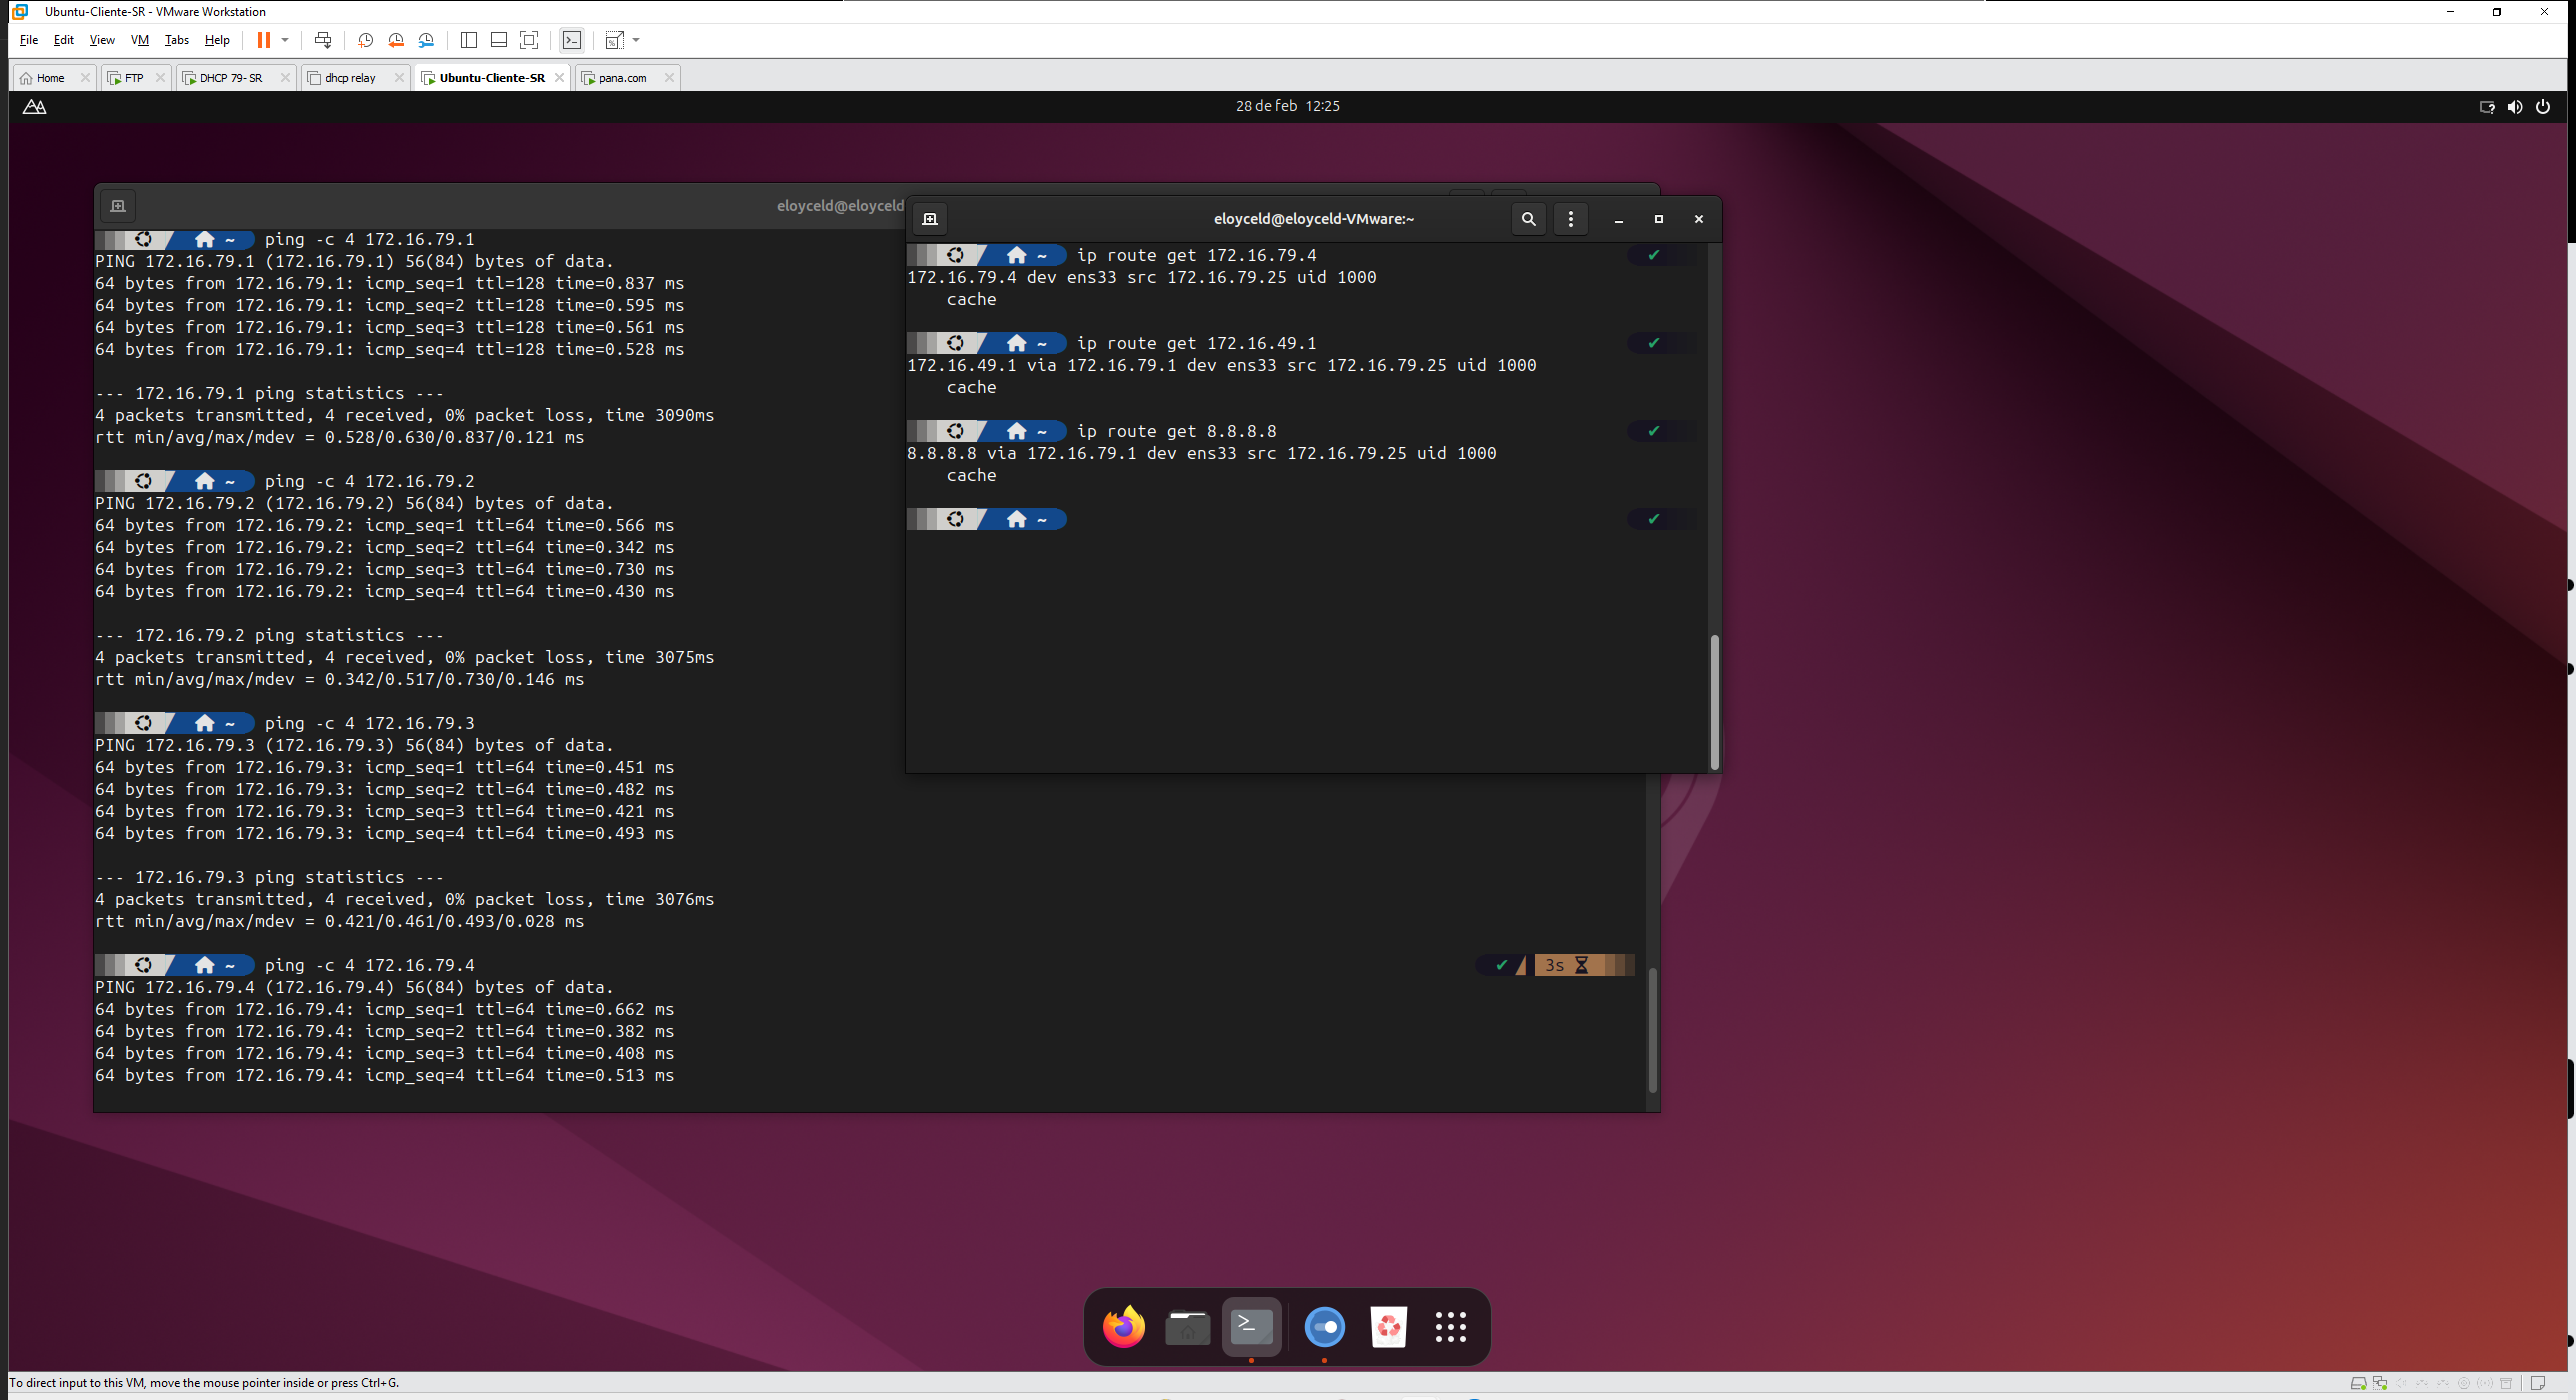 Ubuntu-Cliente-SR - VMware Workstation
File Edit View VM Tabs Help
Home FTP DHCP 79- SR dhcp relay Ubuntu-Cliente-SR pana.com
28 de feb 12:25
eloyceld@eloyceld
~ ping -c 4 172.16.79.1
PING 172.16.79.1 (172.16.79.1) 56(84) bytes of data.
64 bytes from 172.16.79.1: icmp_seq=1 ttl=128 time=0.837 ms
64 bytes from 172.16.79.1: icmp_seq=2 ttl=128 time=0.595 ms
64 bytes from 172.16.79.1: icmp_seq=3 ttl=128 time=0.561 ms
64 bytes from 172.16.79.1: icmp_seq=4 ttl=128 time=0.528 ms
--- 172.16.79.1 ping statistics ---
4 packets transmitted, 4 received, 0% packet loss, time 3090ms
rtt min/avg/max/mdev = 0.528/0.630/0.837/0.121 ms
~ ping -c 4 172.16.79.2
PING 172.16.79.2 (172.16.79.2) 56(84) bytes of data.
64 bytes from 172.16.79.2: icmp_seq=1 ttl=64 time=0.566 ms
64 bytes from 172.16.79.2: icmp_seq=2 ttl=64 time=0.342 ms
64 bytes from 172.16.79.2: icmp_seq=3 ttl=64 time=0.730 ms
64 bytes from 172.16.79.2: icmp_seq=4 ttl=64 time=0.430 ms
--- 172.16.79.2 ping statistics ---
4 packets transmitted, 4 received, 0% packet loss, time 3075ms
rtt min/avg/max/mdev = 0.342/0.517/0.730/0.146 ms
~ ping -c 4 172.16.79.3
PING 172.16.79.3 (172.16.79.3) 56(84) bytes of data.
64 bytes from 172.16.79.3: icmp_seq=1 ttl=64 time=0.451 ms
64 bytes from 172.16.79.3: icmp_seq=2 ttl=64 time=0.482 ms
64 bytes from 172.16.79.3: icmp_seq=3 ttl=64 time=0.421 ms
64 bytes from 172.16.79.3: icmp_seq=4 ttl=64 time=0.493 ms
--- 172.16.79.3 ping statistics ---
4 packets transmitted, 4 received, 0% packet loss, time 3076ms
rtt min/avg/max/mdev = 0.421/0.461/0.493/0.028 ms
~ ping -c 4 172.16.79.4 ✔ 3s
PING 172.16.79.4 (172.16.79.4) 56(84) bytes of data.
64 bytes from 172.16.79.4: icmp_seq=1 ttl=64 time=0.662 ms
64 bytes from 172.16.79.4: icmp_seq=2 ttl=64 time=0.382 ms
64 bytes from 172.16.79.4: icmp_seq=3 ttl=64 time=0.408 ms
64 bytes from 172.16.79.4: icmp_seq=4 ttl=64 time=0.513 ms
eloyceld@eloyceld-VMware:~
~ ip route get 172.16.79.4 ✔
172.16.79.4 dev ens33 src 172.16.79.25 uid 1000
cache
~ ip route get 172.16.49.1 ✔
172.16.49.1 via 172.16.79.1 dev ens33 src 172.16.79.25 uid 1000
cache
~ ip route get 8.8.8.8 ✔
8.8.8.8 via 172.16.79.1 dev ens33 src 172.16.79.25 uid 1000
cache
~ ✔
To direct input to this VM, move the mouse pointer inside or press Ctrl+G.